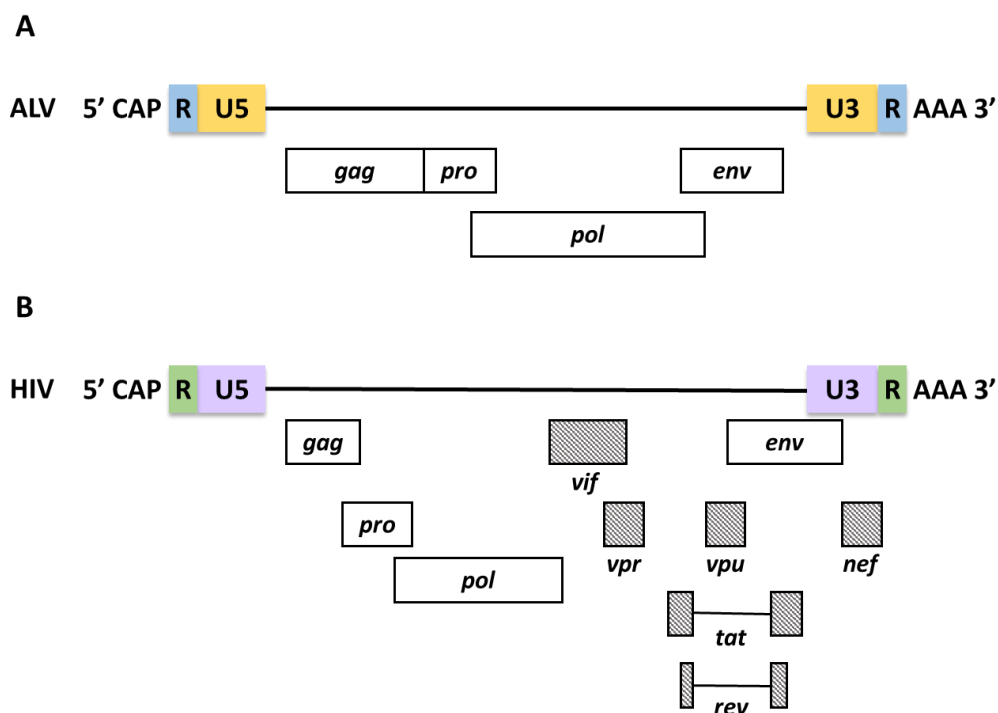 A
ALV 5’ CAP R U5 U3 R AAA 3’
gag pro env
pol
B
HIV 5’ CAP R U5 U3 R AAA 3’
gag env
vif
pro
vpr vpu nef
pol
tat
rev